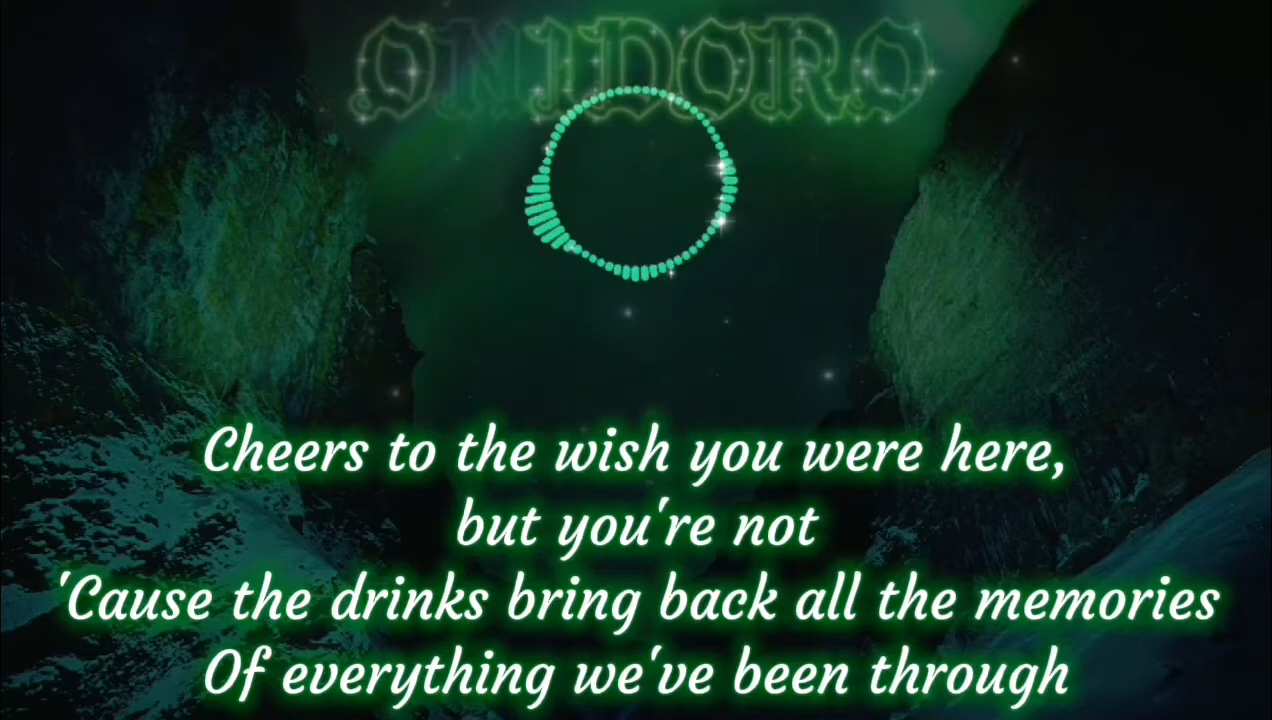 ONIDORO
Cheers to the wish you were here,
but you're not
'Cause the drinks bring back all the memories
Of everything we've been through